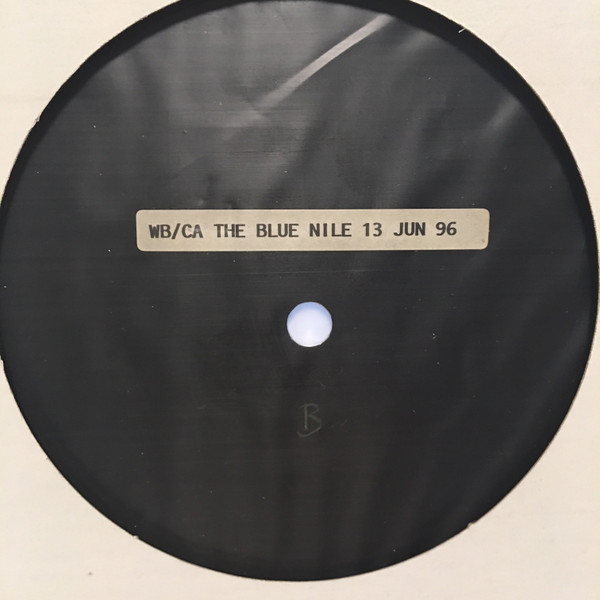 WB/CA THE BLUE NILE 13 JUN 96
B